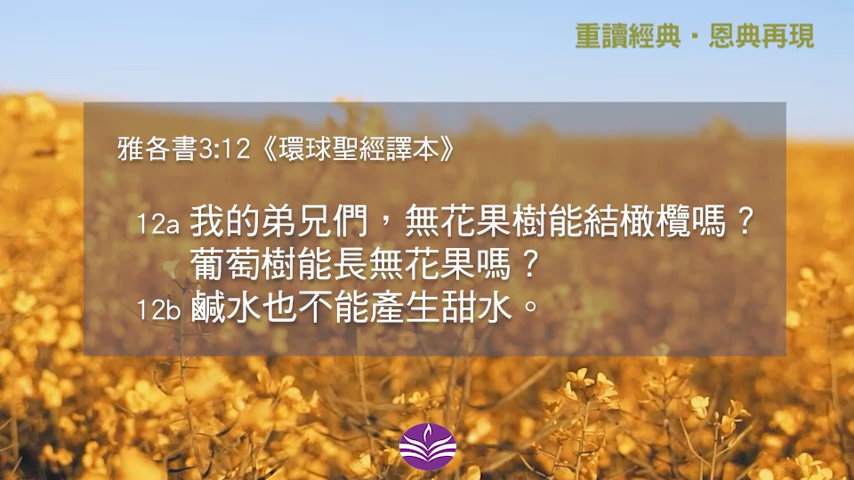 重讀經典·恩典再現
雅各書3:12《環球聖經譯本》
12a 我的弟兄們，無花果樹能結橄欖嗎？
葡萄樹能長無花果嗎？
12b 鹹水也不能產生甜水。